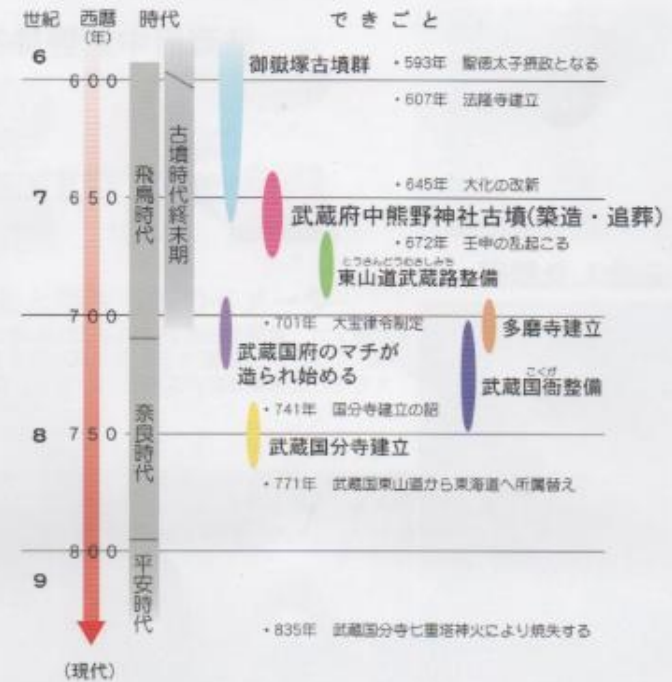 世紀 西暦 時代 できごと
(年)
6
御嶽塚古墳群 ・593年 聖徳太子摂政となる
600
・607年 法隆寺建立
古墳時代終末期
飛鳥時代
・645年 大化の改新
7 650
武蔵府中熊野神社古墳(築造・追葬)
・672年 壬申の乱起こる
とうさんどうむさしみち
東山道武蔵路整備
700
・701年 大宝律令制定 多磨寺建立
武蔵国府のマチが
造られ始める
こくが
武蔵国衙整備
奈良時代
・741年 国分寺建立の詔
8 750
武蔵国分寺建立
・771年 武蔵国東山道から東海道へ所属替え
800
9
平安時代
・835年 武蔵国分寺七重塔神火により焼失する
(現代)